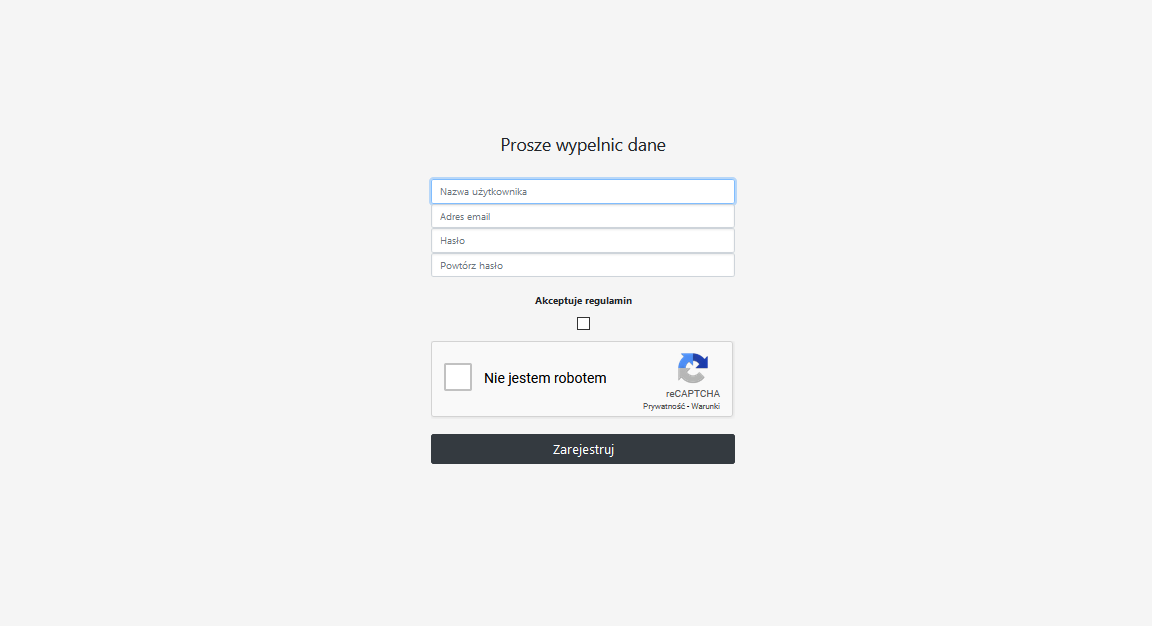 Prosze wypelnic dane
Nazwa użytkownika
Adres email
Hasło
Powtórz hasło
Akceptuje regulamin
Nie jestem robotem
reCAPTCHA
Prywatność - Warunki
Zarejestruj